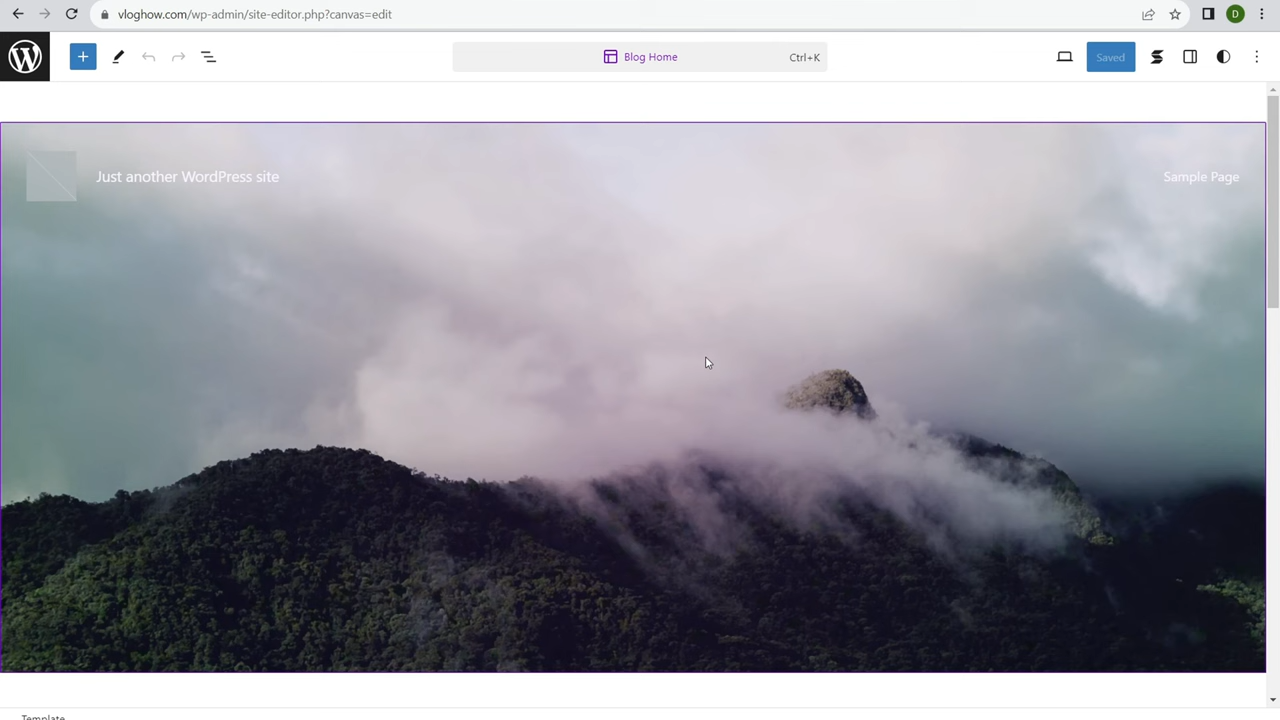 vloghow.com/wp-admin/site-editor.php?canvas=edit
D
Blog Home
Ctrl+K
Saved
Just another WordPress site
Sample Page
Template